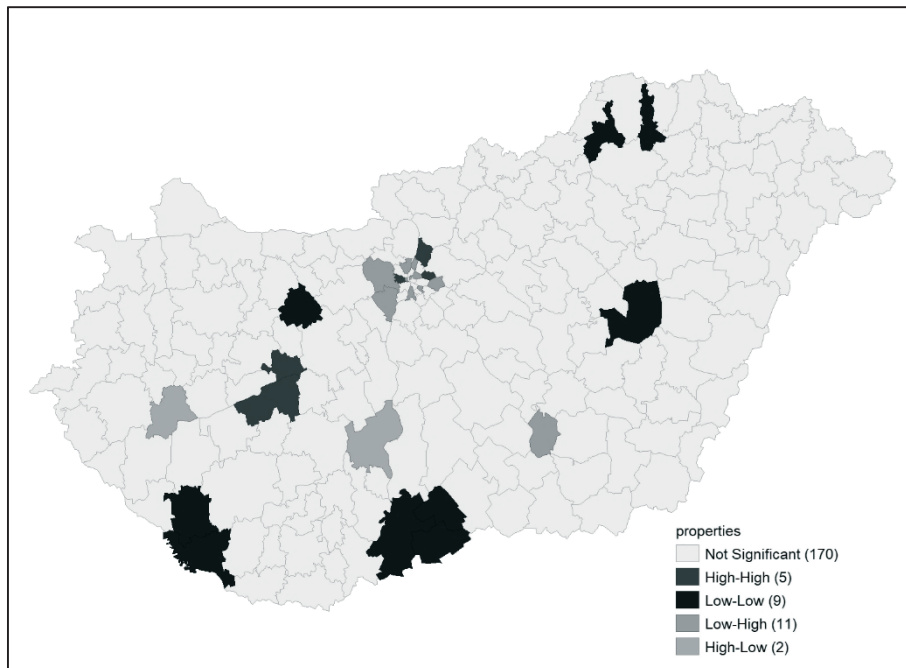 properties
Not Significant (170)
High-High (5)
Low-Low (9)
Low-High (11)
High-Low (2)